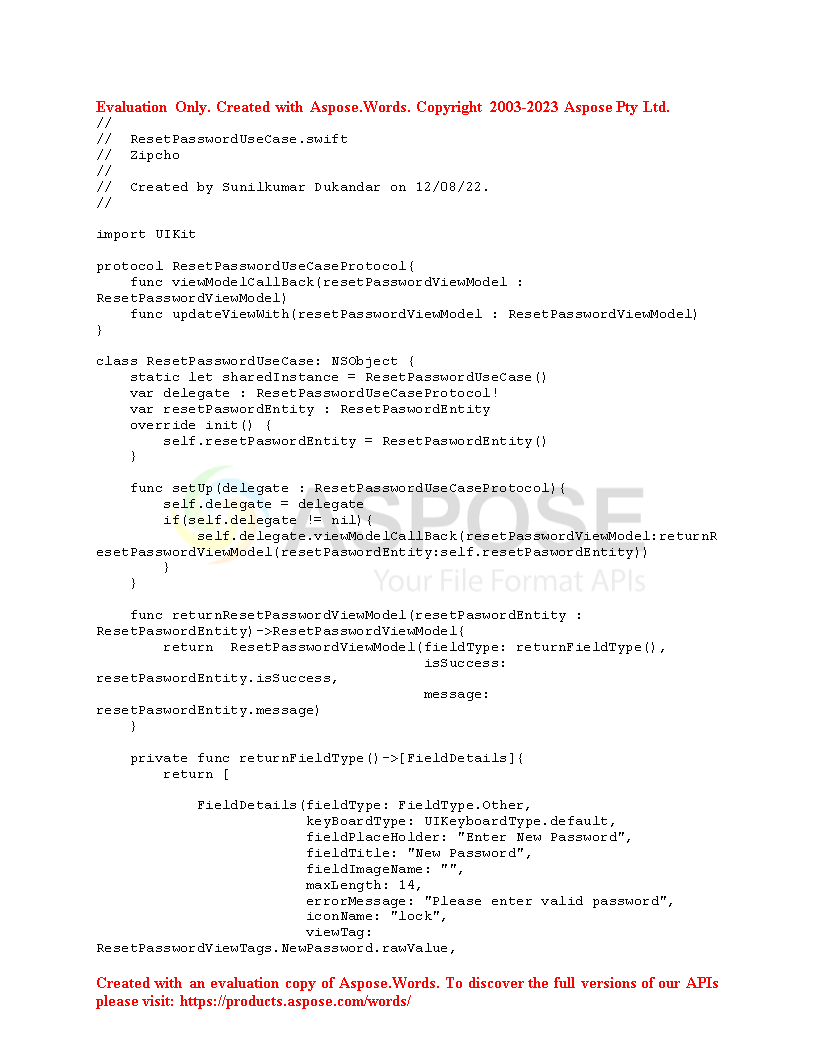 Evaluation Only. Created with Aspose.Words. Copyright 2003-2023 Aspose Pty Ltd.
//
//  ResetPasswordUseCase.swift
//  Zipcho
//
//  Created by Sunilkumar Dukandar on 12/08/22.
//

import UIKit

protocol ResetPasswordUseCaseProtocol{
    func viewModelCallBack(resetPasswordViewModel :
ResetPasswordViewModel)
    func updateViewWith(resetPasswordViewModel : ResetPasswordViewModel)
}

class ResetPasswordUseCase: NSObject {
    static let sharedInstance = ResetPasswordUseCase()
    var delegate : ResetPasswordUseCaseProtocol!
    var resetPaswordEntity : ResetPaswordEntity
    override init() {
        self.resetPaswordEntity = ResetPaswordEntity()
    }

    func setUp(delegate : ResetPasswordUseCaseProtocol){
        self.delegate = delegate
        if(self.delegate != nil){
            self.delegate.viewModelCallBack(resetPasswordViewModel:returnR
esetPasswordViewModel(resetPaswordEntity:self.resetPaswordEntity))
        }
    }
ASPOSE
Your File Format APIs

    func returnResetPasswordViewModel(resetPaswordEntity :
ResetPaswordEntity)->ResetPasswordViewModel{
        return  ResetPasswordViewModel(fieldType: returnFieldType(),
                                       isSuccess:
resetPaswordEntity.isSuccess,
                                       message:
resetPaswordEntity.message)
    }

    private func returnFieldType()->[FieldDetails]{
        return [

            FieldDetails(fieldType: FieldType.Other,
                         keyBoardType: UIKeyboardType.default,
                         fieldPlaceHolder: "Enter New Password",
                         fieldTitle: "New Password",
                         fieldImageName: "",
                         maxLength: 14,
                         errorMessage: "Please enter valid password",
                         iconName: "lock",
                         viewTag:
ResetPasswordViewTags.NewPassword.rawValue,

Created with an evaluation copy of Aspose.Words. To discover the full versions of our APIs
please visit: https://products.aspose.com/words/